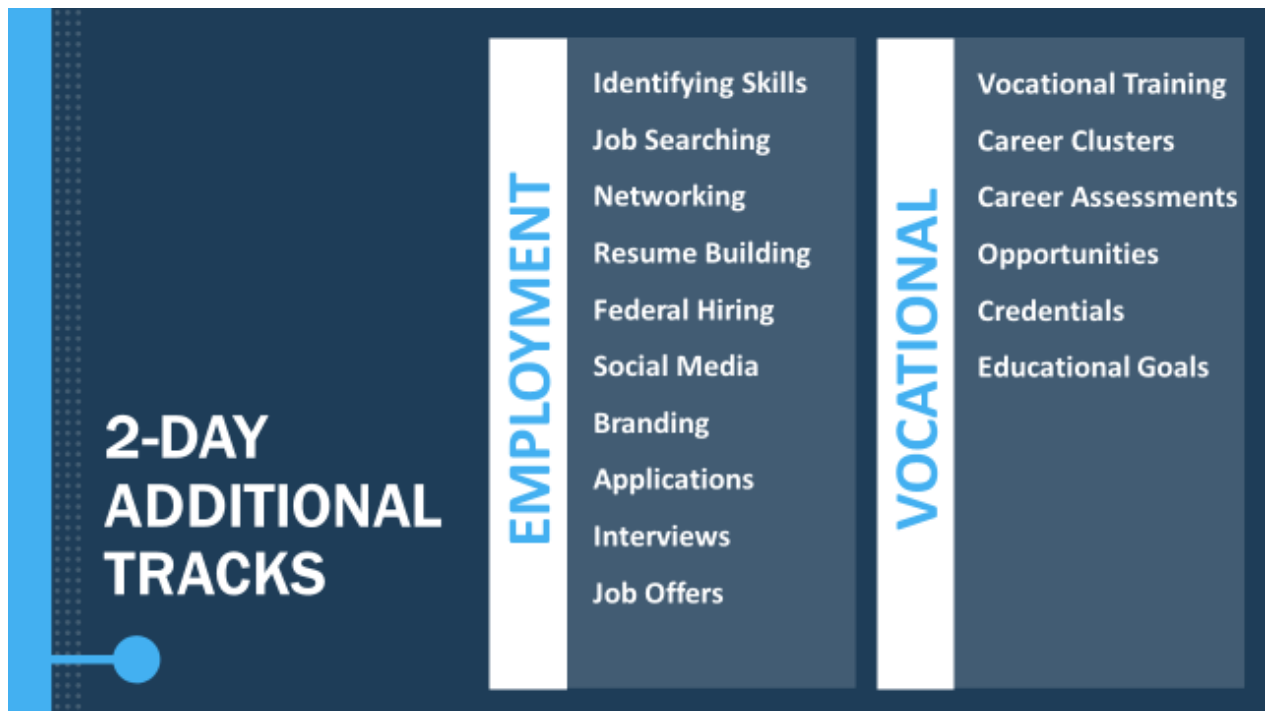 2-DAY
ADDITIONAL
TRACKS
EMPLOYMENT
Identifying Skills
Job Searching
Networking
Resume Building
Federal Hiring
Social Media
Branding
Applications
Interviews
Job Offers
VOCATIONAL
Vocational Training
Career Clusters
Career Assessments
Opportunities
Credentials
Educational Goals